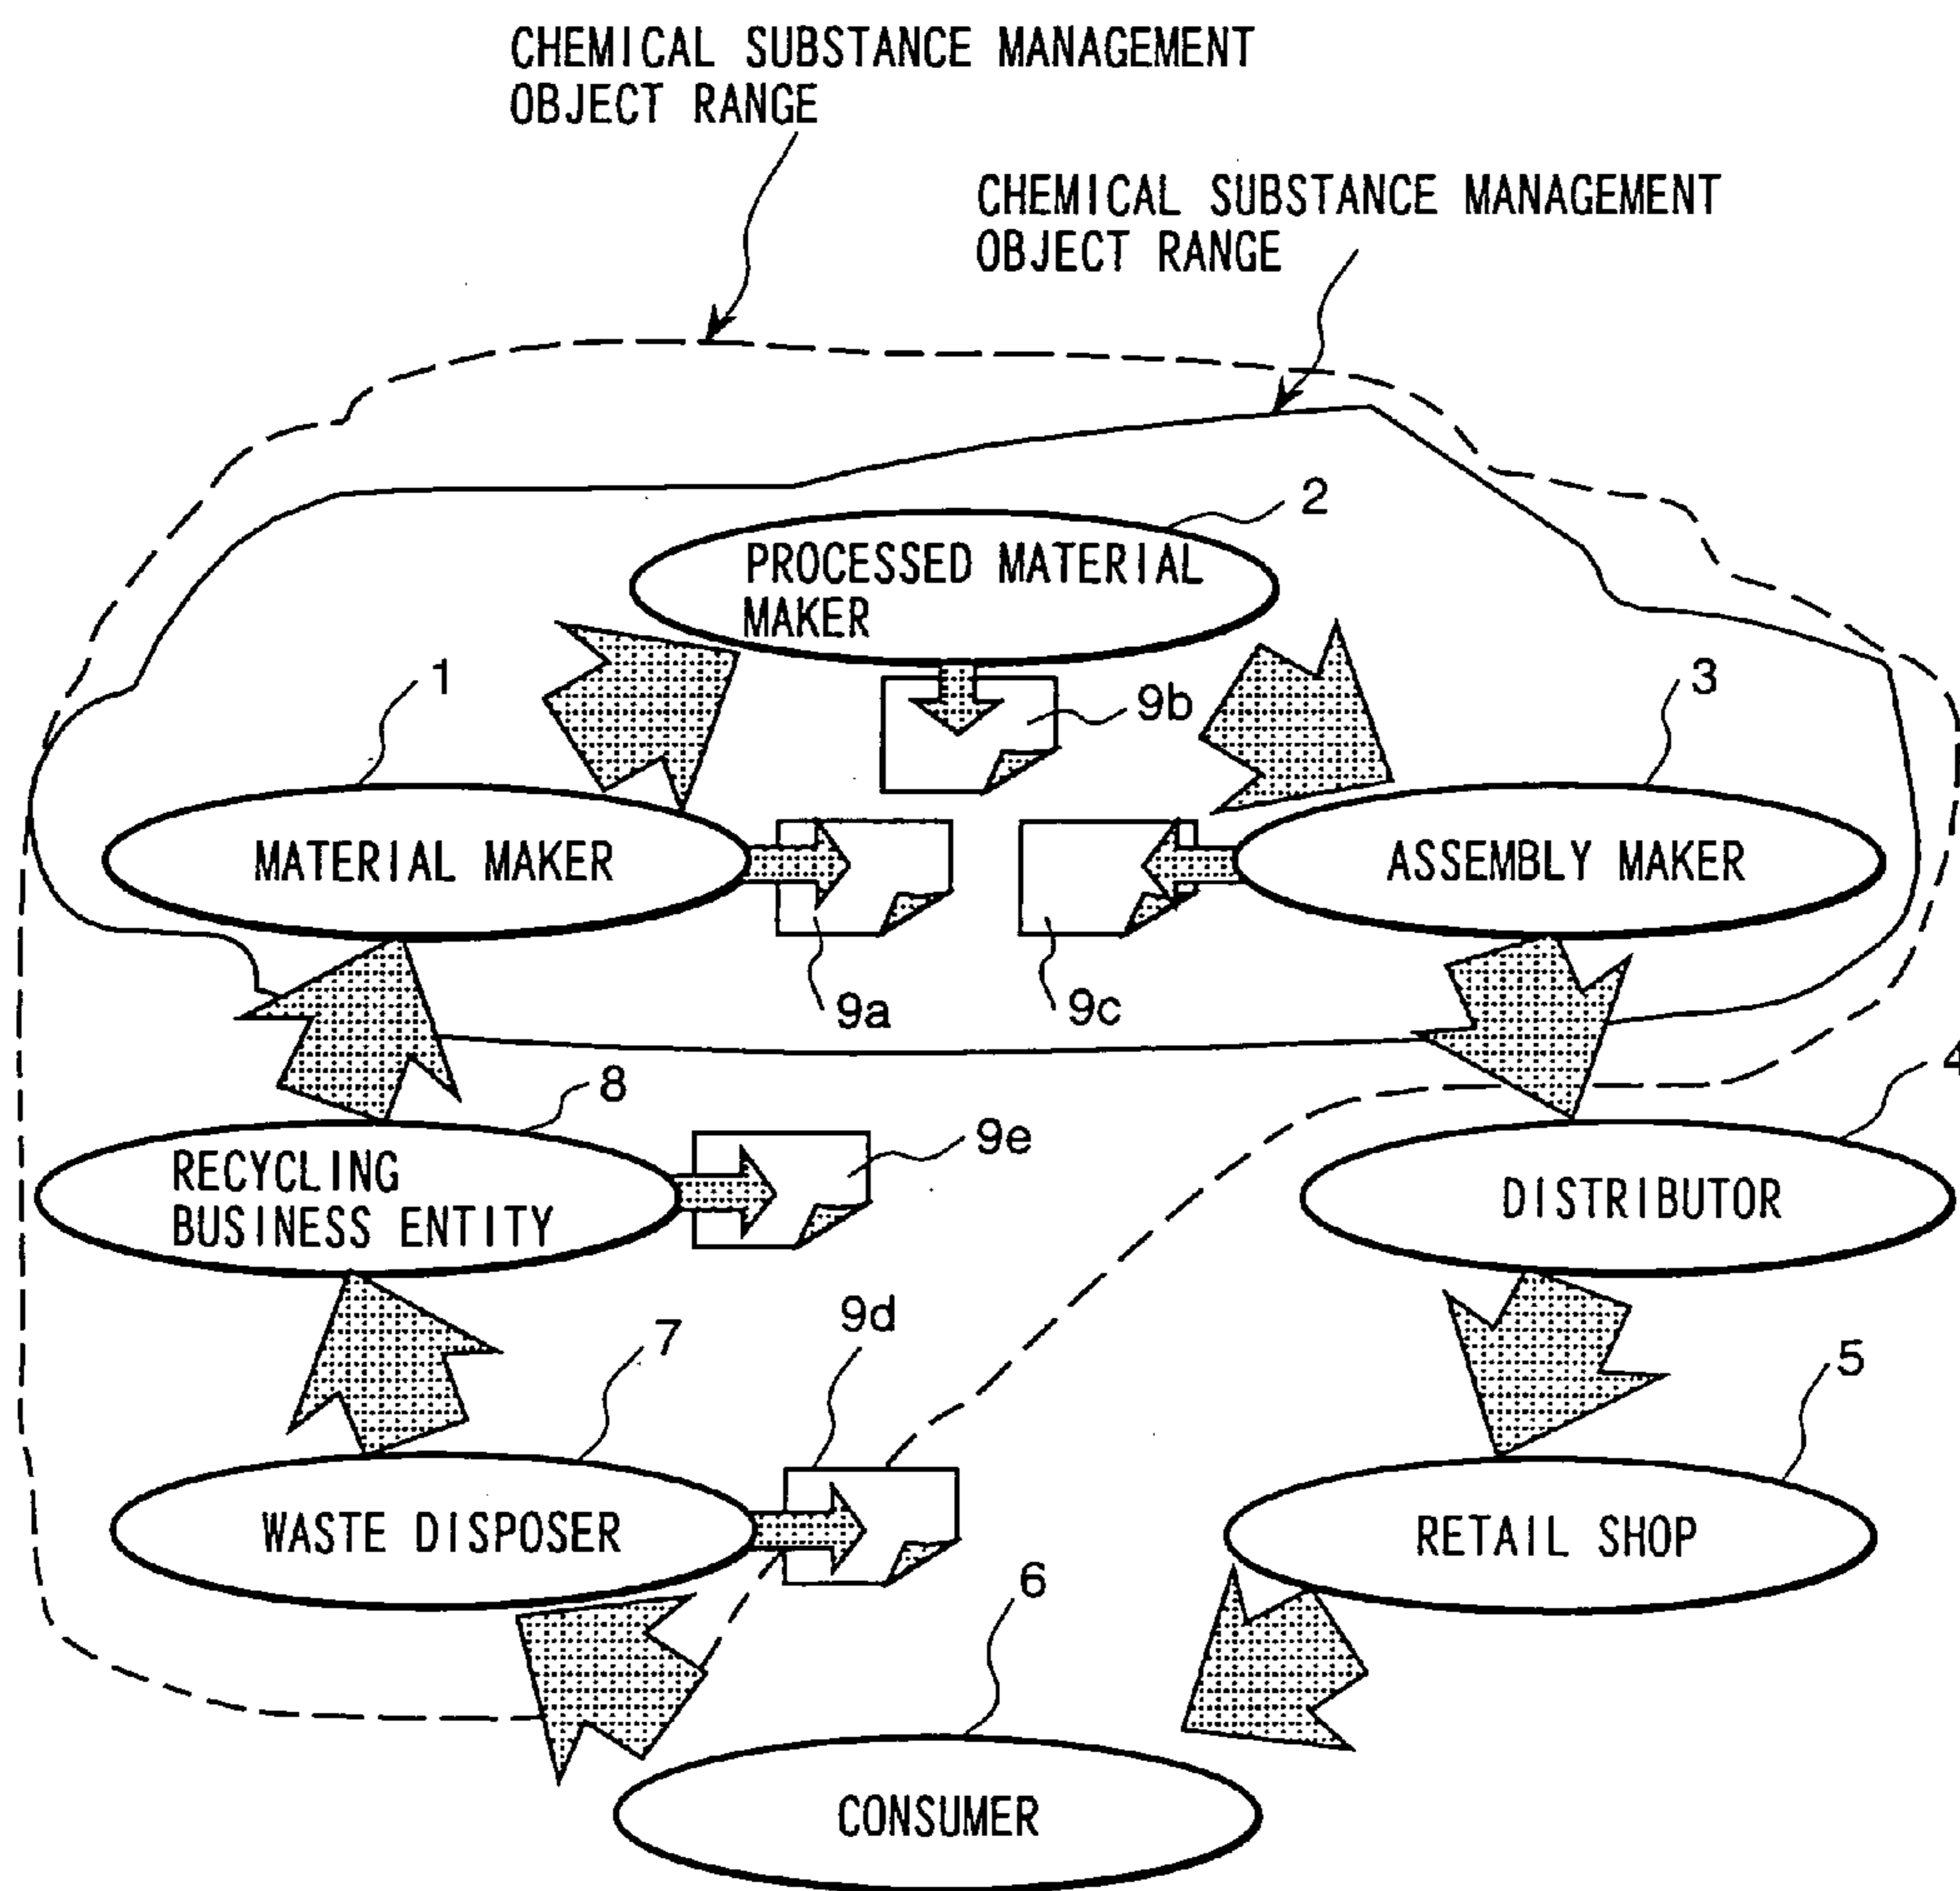 CHEMICAL SUBSTANCE MANAGEMENT
OBJECT RANGE
CHEMICAL SUBSTANCE MANAGEMENT
OBJECT RANGE
2
PROCESSED MATERIAL
MAKER
1
9b
3
MATERIAL MAKER
ASSEMBLY MAKER
9a
9c
4
8
9e
RECYCLING
BUSINESS ENTITY
DISTRIBUTOR
9d
7
5
WASTE DISPOSER
RETAIL SHOP
6
CONSUMER